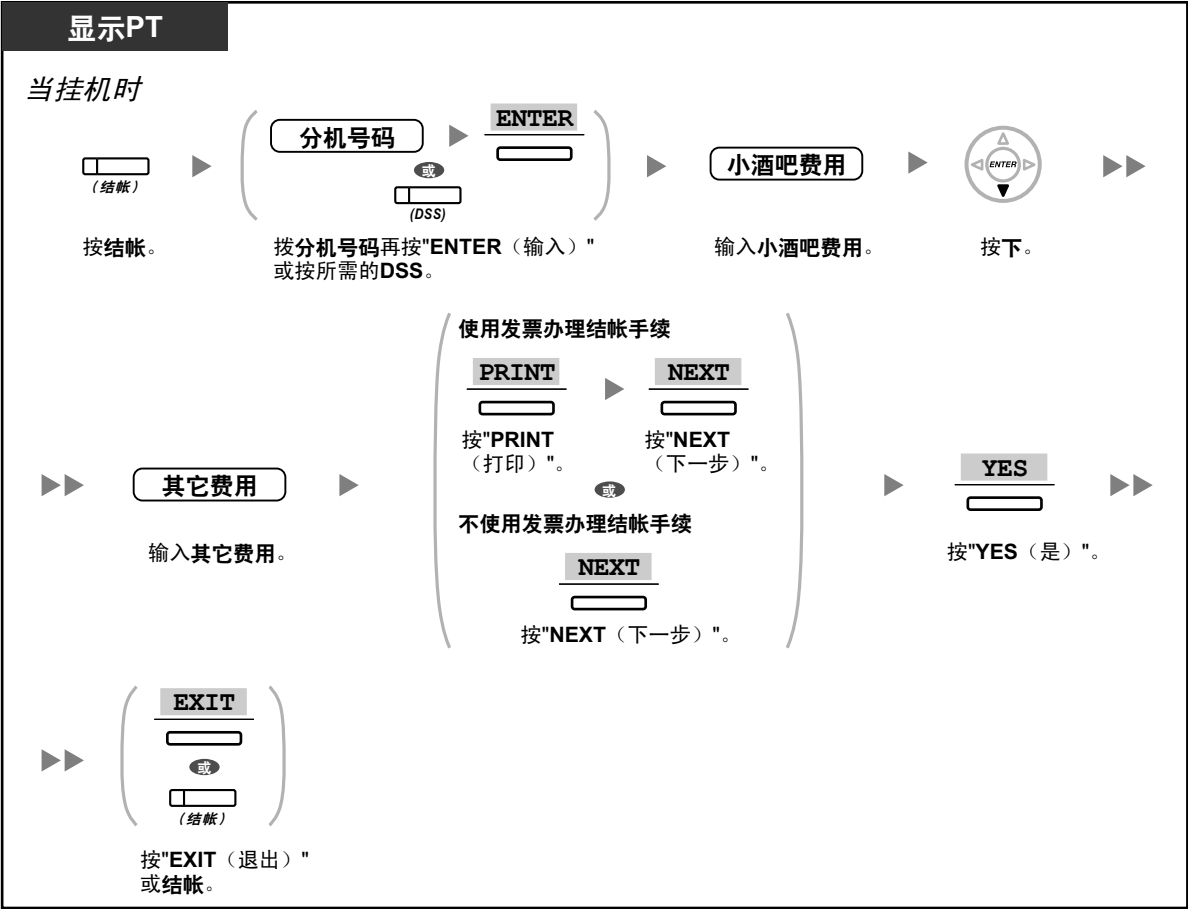 显示PT
当挂机时
(结帐)
按结帐。
分机号码
ENTER
或
(DSS)
拨分机号码再按"ENTER（输入）"
或按所需的DSS。
小酒吧费用
输入小酒吧费用。
ENTER
按下。
其它费用
输入其它费用。
使用发票办理结帐手续
PRINT
NEXT
按"PRINT
（打印）"。
按"NEXT
（下一步）"。
或
不使用发票办理结帐手续
NEXT
按"NEXT（下一步）"。
YES
按"YES（是）"。
EXIT
或
(结帐)
按"EXIT（退出）"
或结帐。